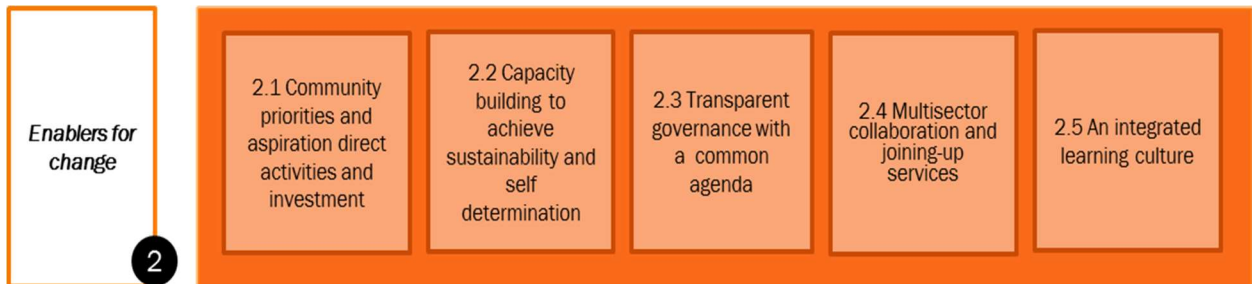 Enablers for
change
2
2.1 Community
priorities and
aspiration direct
activities and
investment
2.2 Capacity
building to
achieve
sustainability and
self
determination
2.3 Transparent
governance with
a common
agenda
2.4 Multisector
collaboration and
joining-up
services
2.5 An integrated
learning culture